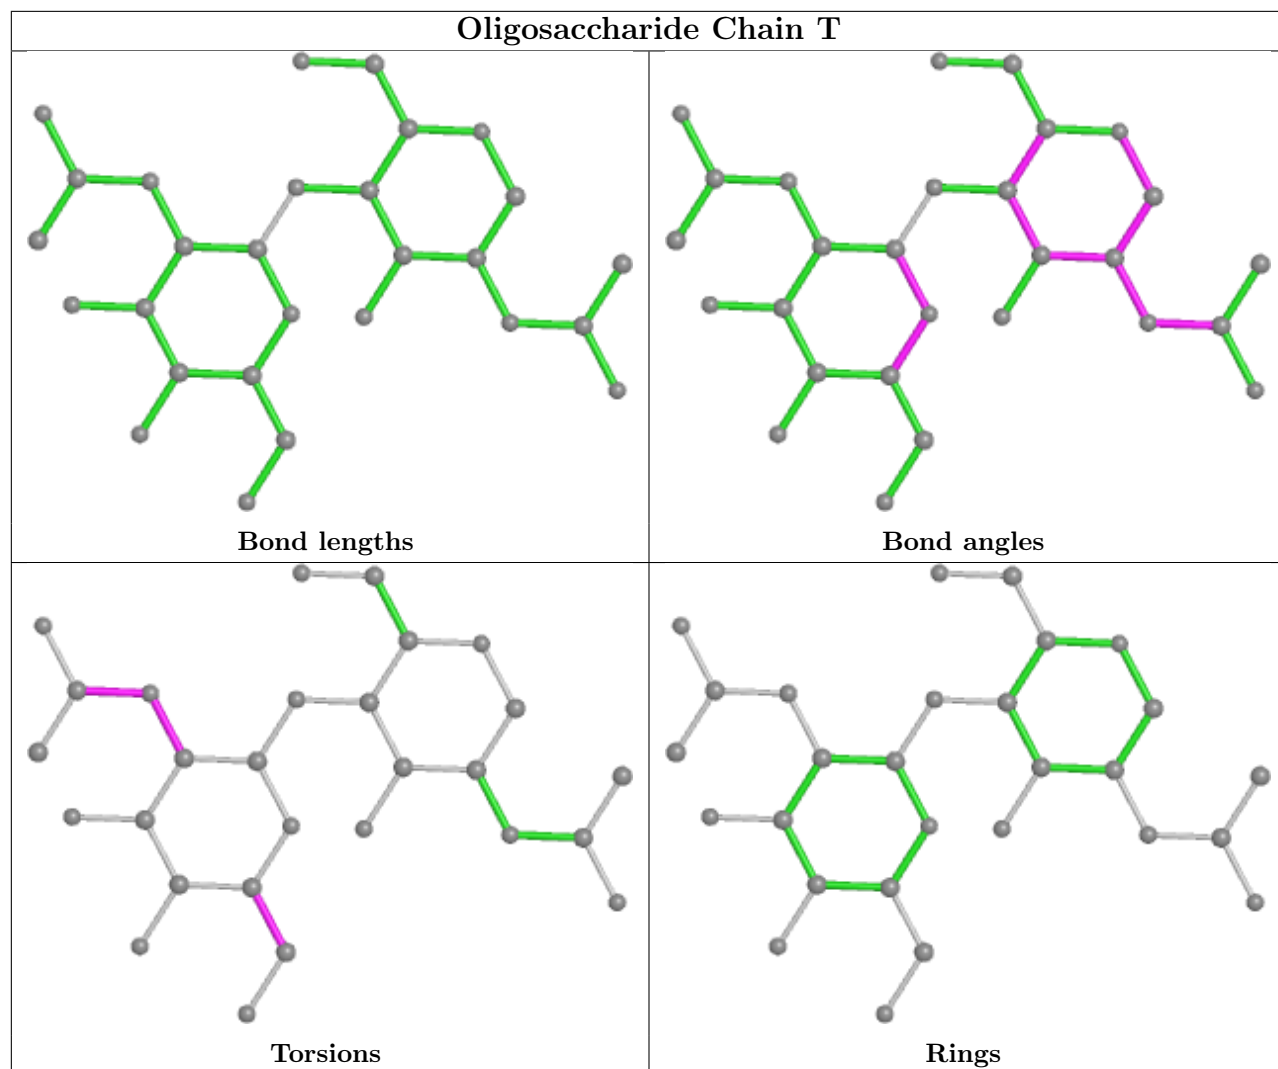 Oligosaccharide Chain T
Bond lengths
Bond angles
Torsions
Rings